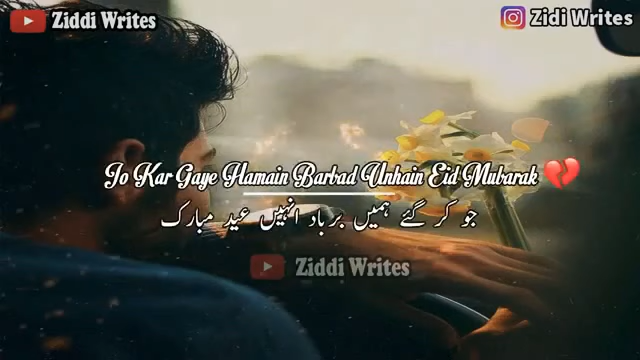 Ziddi Writes
Zidi Writes
Jo Kar Gaye Hamain Barbad Unhain Eid Mubarak 💔
جو کر گئے ہمیں برباد انہیں عید مبارک
Ziddi Writes